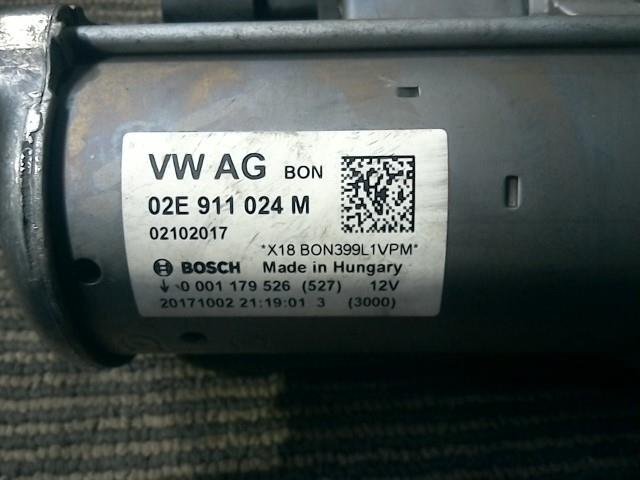 VW AG BON
02E 911 024 M
02102017
*X18 BON399L1VPM*
BOSCH Made in Hungary
0 001 179 526 (527) 12V
20171002 21:19:01 3 (3000)